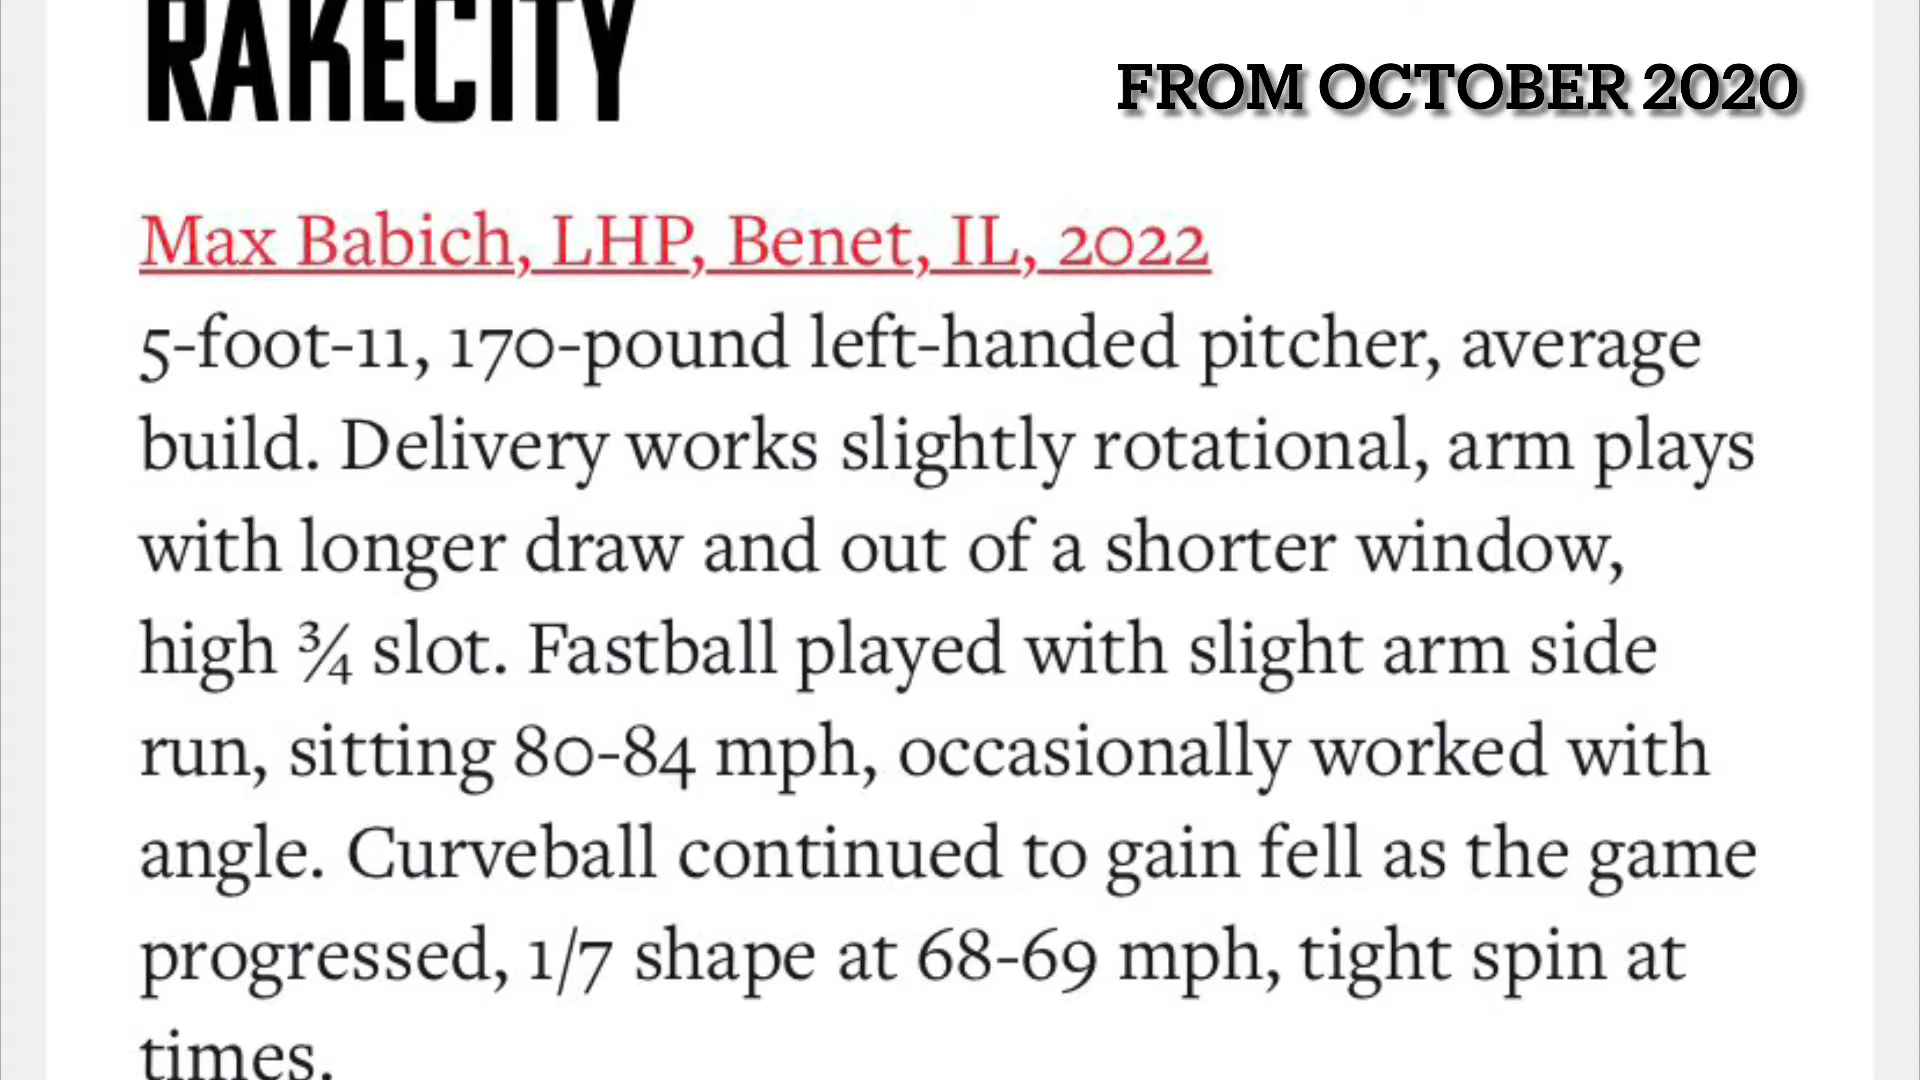 RAKECITY
FROM OCTOBER 2020
Max Babich, LHP, Benet, IL, 2022
5-foot-11, 170-pound left-handed pitcher, average
build. Delivery works slightly rotational, arm plays
with longer draw and out of a shorter window,
high ¾ slot. Fastball played with slight arm side
run, sitting 80-84 mph, occasionally worked with
angle. Curveball continued to gain fell as the game
progressed, 1/7 shape at 68-69 mph, tight spin at
times.